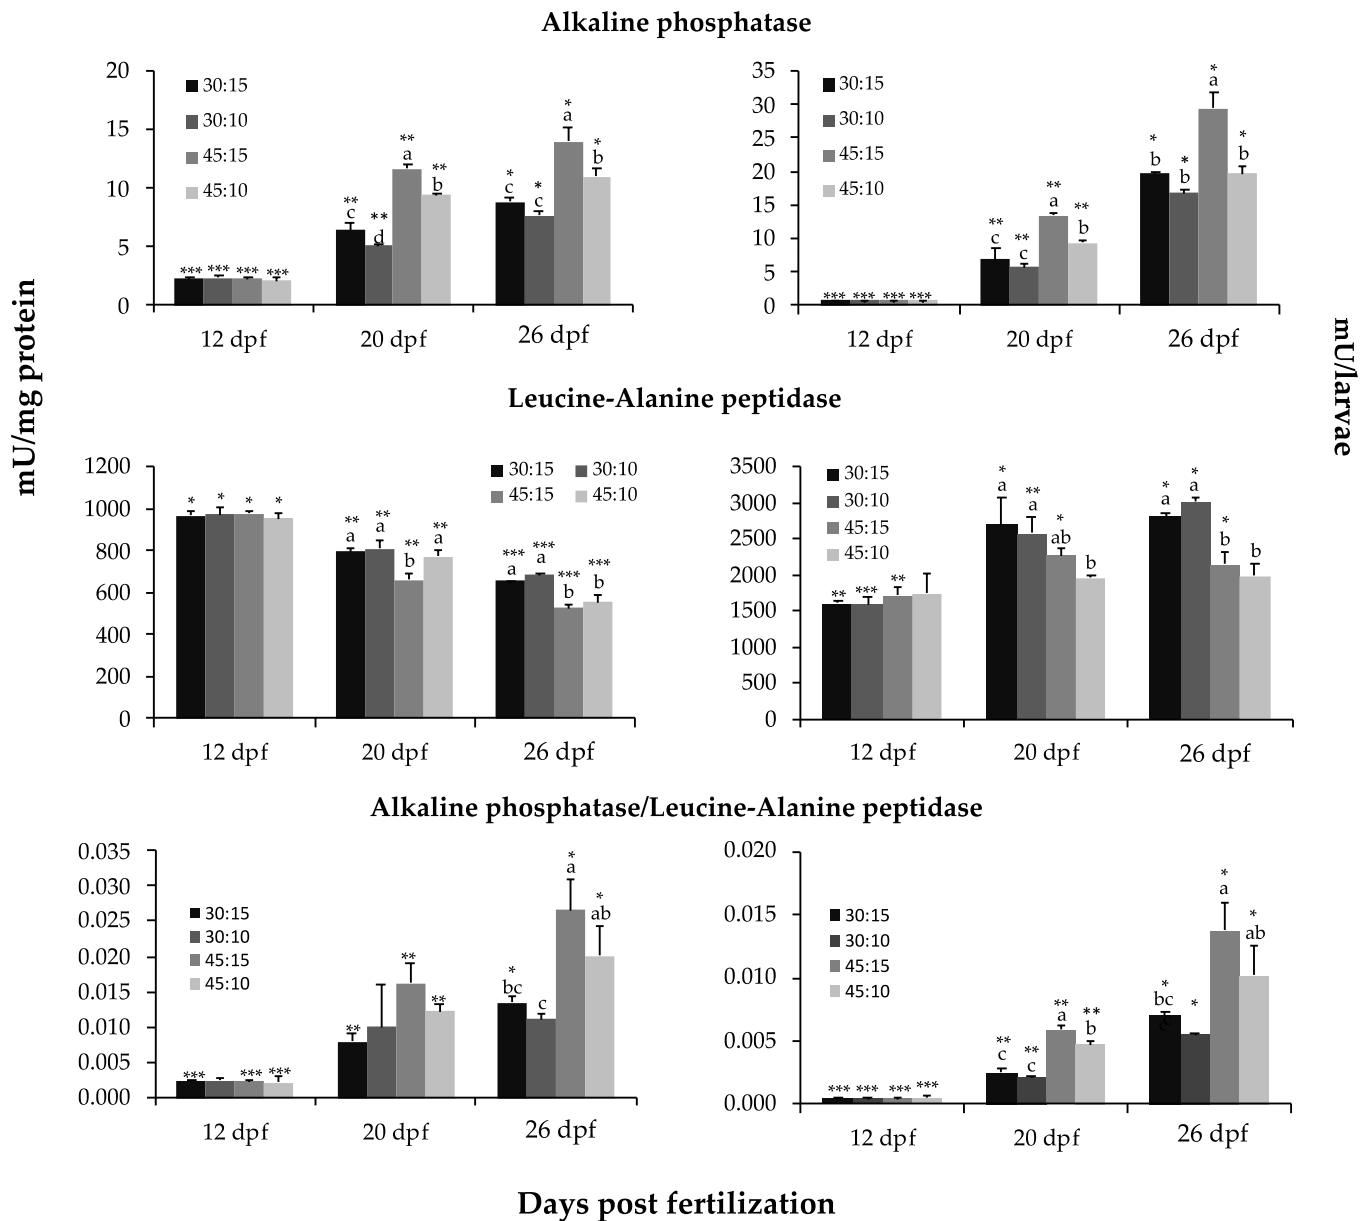 Alkaline phosphatase
mU/mg protein
mU/larvae
20
15
10
5
0
30:15
30:10
45:15
45:10
*** *** *** ***
** c
** d
** a
** b
* c
* c
* a
* b
12 dpf
20 dpf
26 dpf
35
30
25
20
15
10
5
0
30:15
30:10
45:15
45:10
*** *** *** ***
** c
** c
** a
** b
* b
* b
* a
* b
12 dpf
20 dpf
26 dpf
Leucine-Alanine peptidase
1200
1000
800
600
400
200
0
30:15 30:10
45:15 45:10
* * * *
** a
** a
** b
** a
*** a
*** a
*** b
*** b
12 dpf
20 dpf
26 dpf
3500
3000
2500
2000
1500
1000
500
0
30:15
30:10
45:15
45:10
** *** **
* a
** a
* ab
b
* a
* a
* b
b
12 dpf
20 dpf
26 dpf
Alkaline phosphatase/Leucine-Alanine peptidase
0.035
0.030
0.025
0.020
0.015
0.010
0.005
0.000
30:15
30:10
45:15
45:10
*** *** ***
**
**
**
* bc
c
* a
* ab
12 dpf
20 dpf
26 dpf
0.020
0.015
0.010
0.005
0.000
30:15
30:10
45:15
45:10
*** *** *** ***
** c
** c
** a
** b
* bc
*
* a
* ab
12 dpf
20 dpf
26 dpf
Days post fertilization